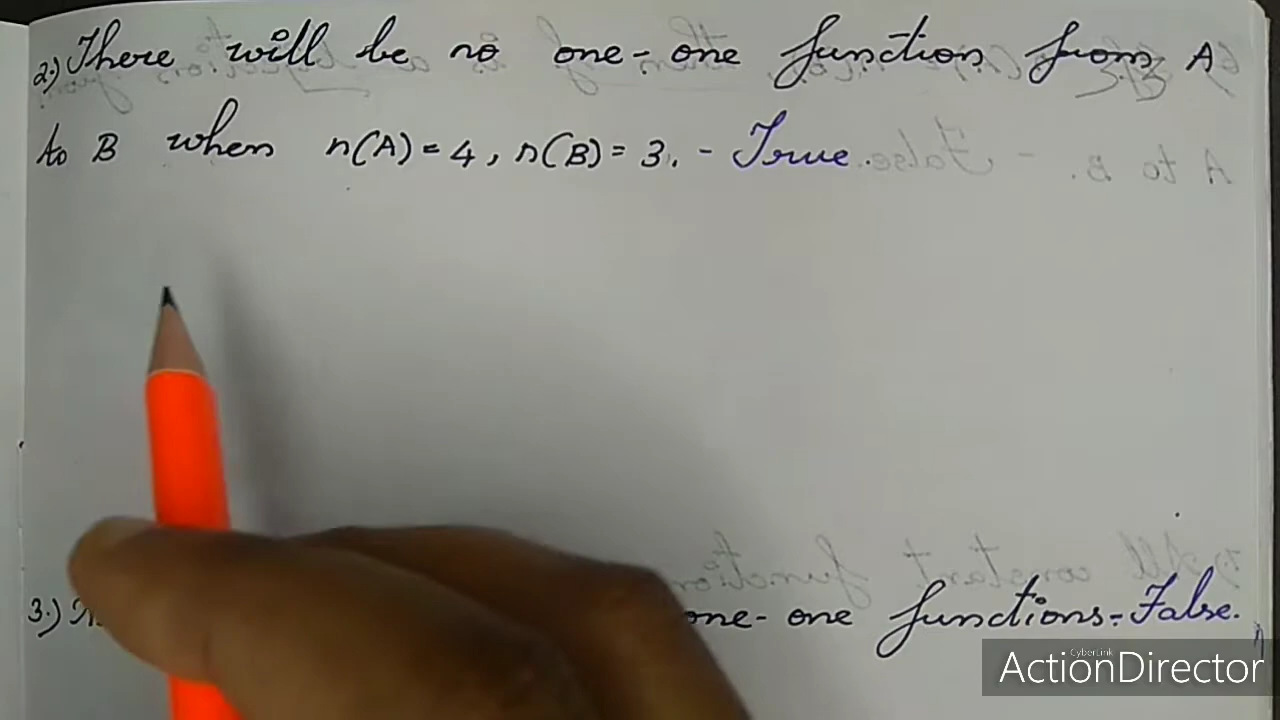 2.) There will be no one-one function from A
to B when n(A) = 4, n(B) = 3. - True.
3.) one-one functions - False.
CyberLink
ActionDirector